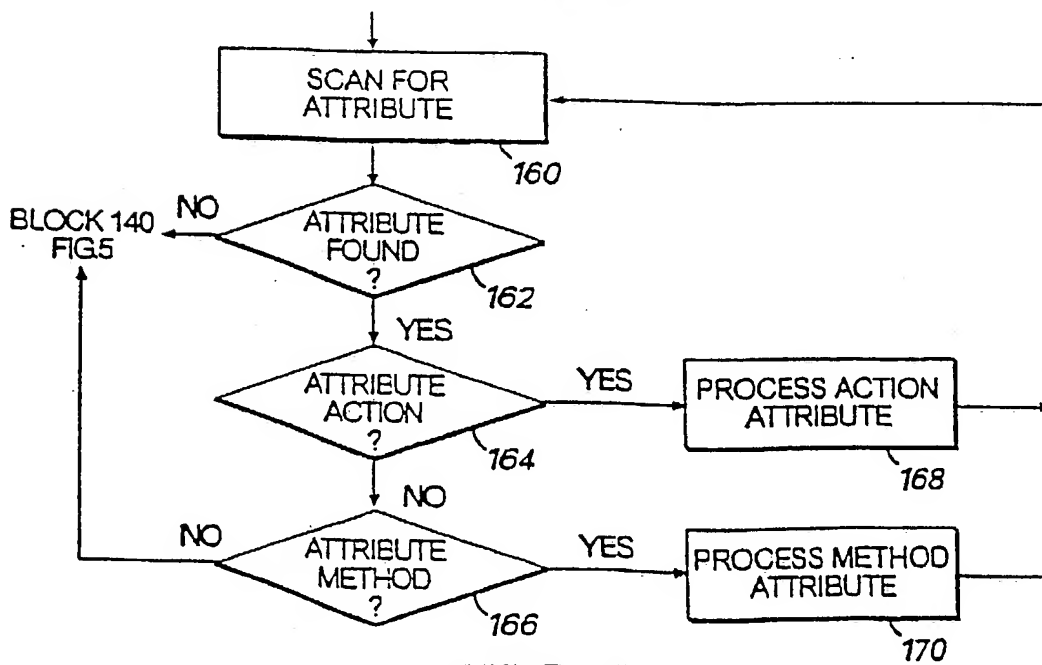 SCAN FOR
ATTRIBUTE
160
NO
BLOCK 140
FIG.5
ATTRIBUTE
FOUND
?
162
YES
ATTRIBUTE
ACTION
?
164
YES
PROCESS ACTION
ATTRIBUTE
168
NO
NO
ATTRIBUTE
METHOD
?
166
YES
PROCESS METHOD
ATTRIBUTE
170